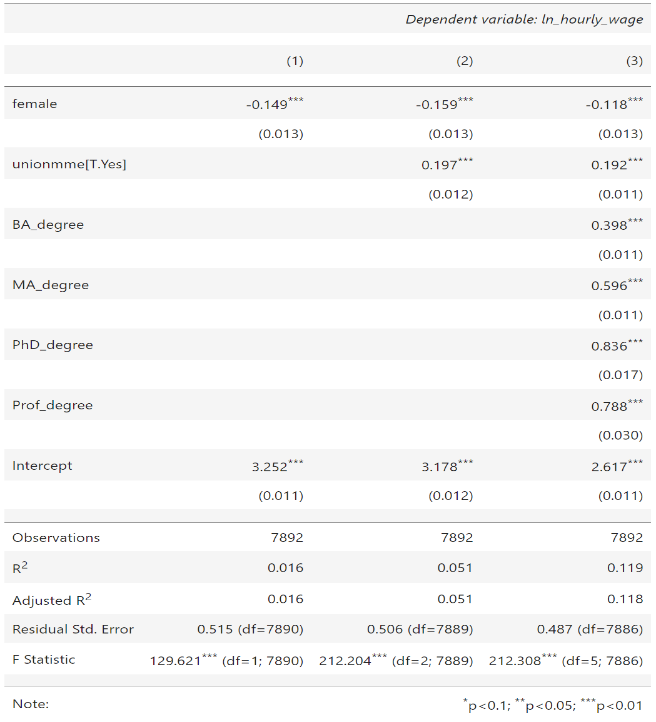 Dependent variable: ln_hourly_wage
(1) (2) (3)
female -0.149*** -0.159*** -0.118***
(0.013) (0.013) (0.013)
unionmme[T.Yes] 0.197*** 0.192***
(0.012) (0.011)
BA_degree 0.398***
(0.011)
MA_degree 0.596***
(0.011)
PhD_degree 0.836***
(0.017)
Prof_degree 0.788***
(0.030)
Intercept 3.252*** 3.178*** 2.617***
(0.011) (0.012) (0.011)
Observations 7892 7892 7892
R2 0.016 0.051 0.119
Adjusted R2 0.016 0.051 0.118
Residual Std. Error 0.515 (df=7890) 0.506 (df=7889) 0.487 (df=7886)
F Statistic 129.621*** (df=1; 7890) 212.204*** (df=2; 7889) 212.308*** (df=5; 7886)
Note: *p<0.1; **p<0.05; ***p<0.01